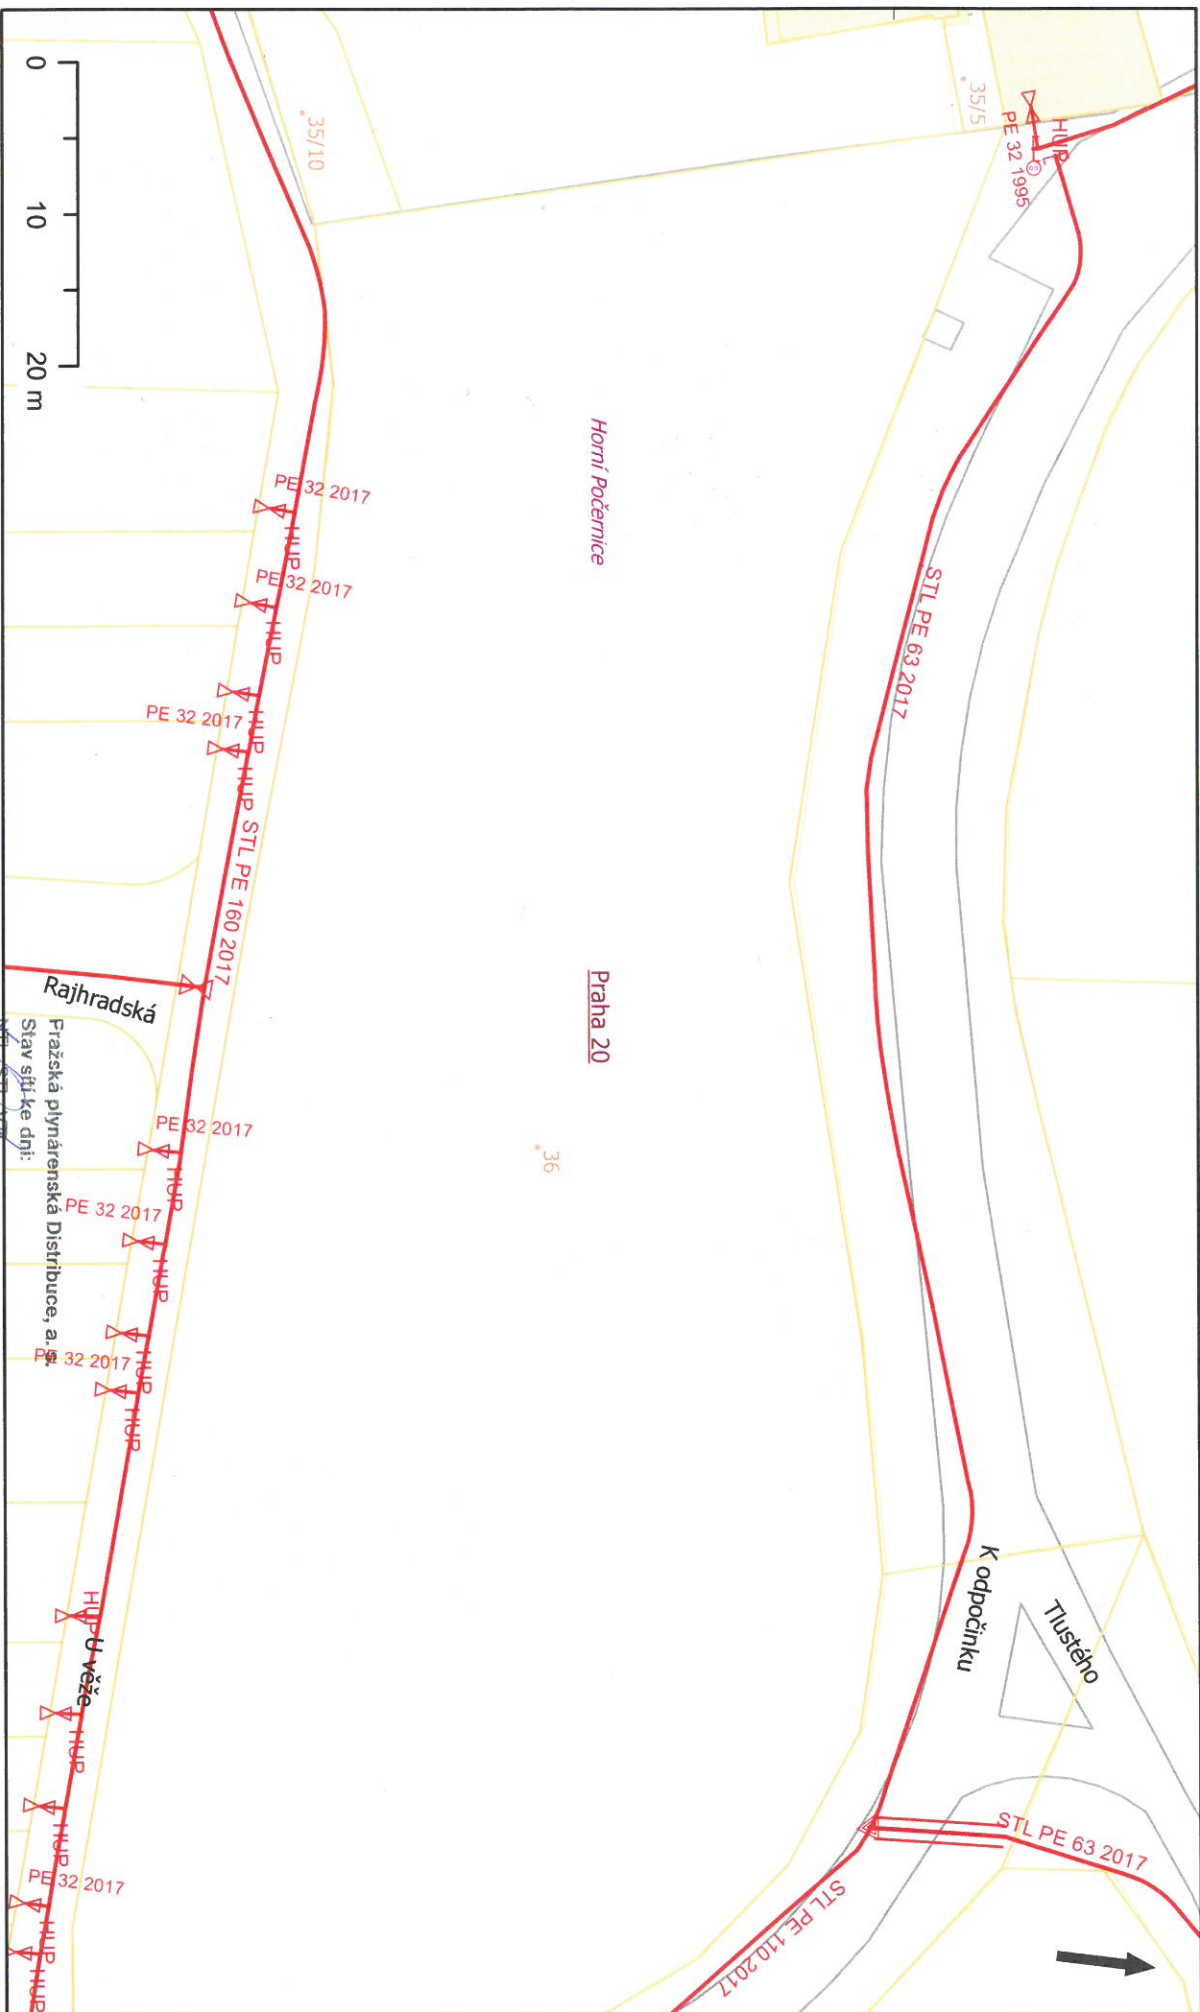 HUP
PE 32 1995
35/5
35/10
0
10
20 m
Horní Počernice
STL PE 63 2017
PE 32 2017
HUP
PE 32 2017
HUP
PE 32 2017
HUP
HUP
STL PE 160 2017
Rajhradská
Praha 20
36
Pražská plynárenská Distribuce, a.s.
Stav sítí ke dni:
PE 32 2017
HUP
PE 32 2017
HUP
PE 32 2017
HUP
HUP
K odpočinku
Tlustého
HUP
U věže
HUP
HUP
PE 32 2017
HUP
HUP
STL PE 63 2017
STL PE 110 2017